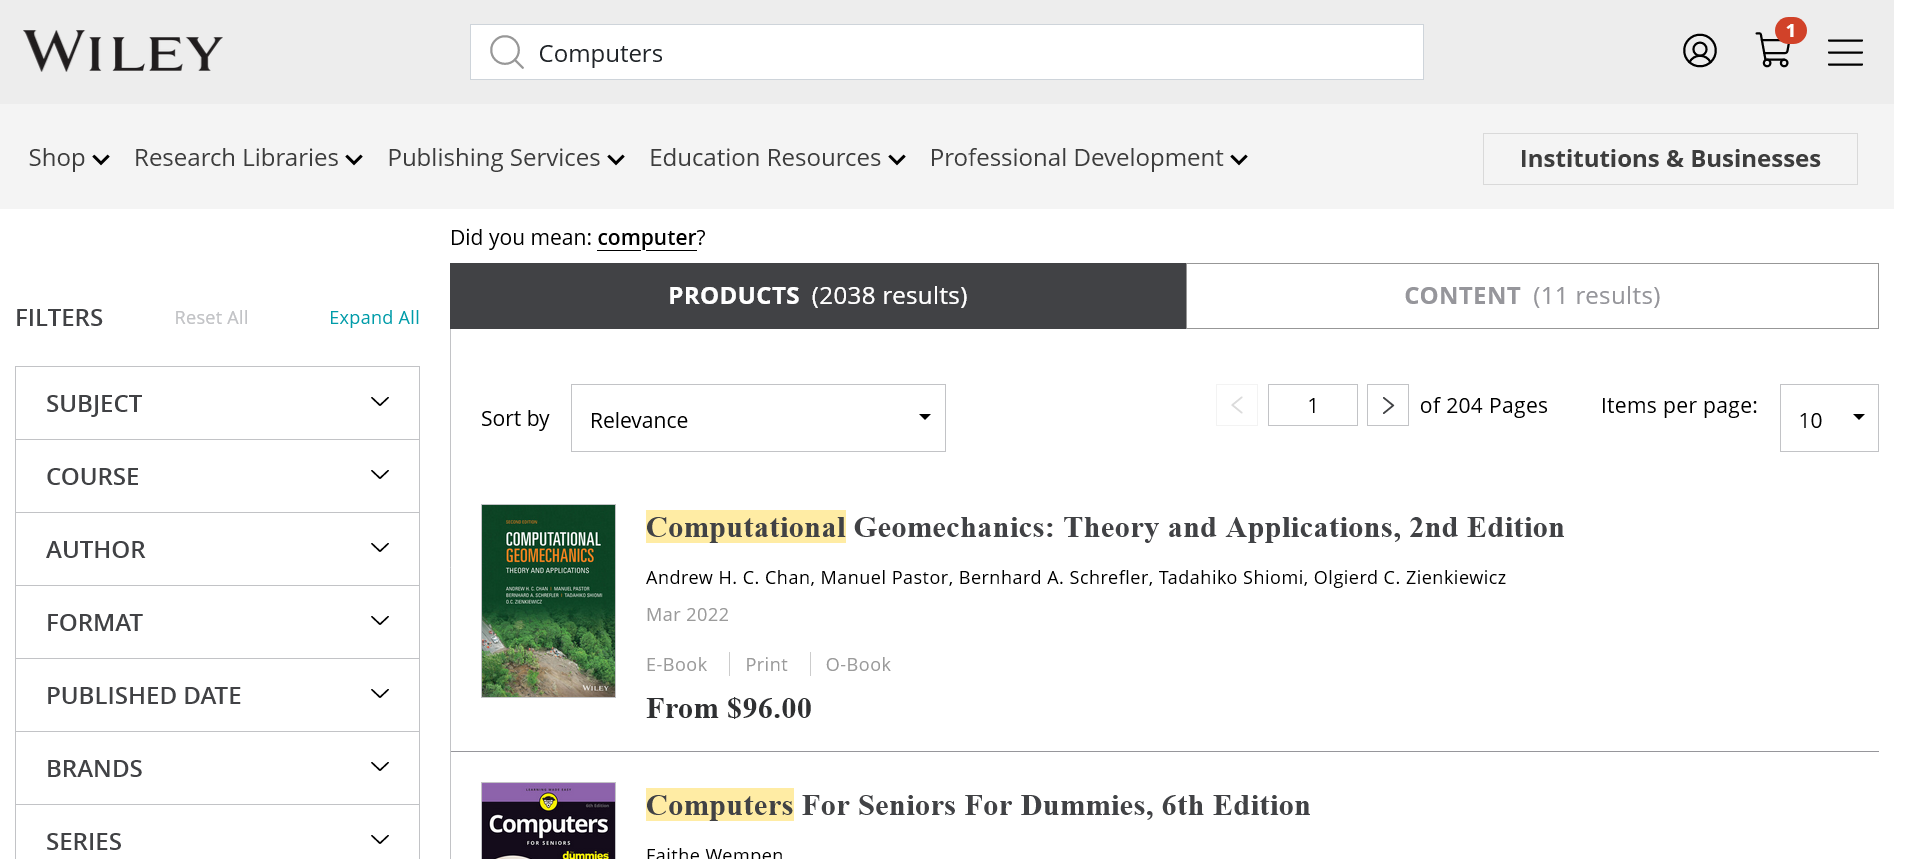 WILEY
Computers
1
Shop
Research Libraries
Publishing Services
Education Resources
Professional Development
Institutions & Businesses
Did you mean: computer?
PRODUCTS (2038 results)
CONTENT (11 results)
FILTERS
Reset All
Expand All
SUBJECT
COURSE
AUTHOR
FORMAT
PUBLISHED DATE
BRANDS
SERIES
Sort by
Relevance
1
of 204 Pages
Items per page:
10
SECOND EDITION
COMPUTATIONAL
GEOMECHANICS
THEORY AND APPLICATIONS
ANDREW H. C. CHAN | MANUEL PASTOR
BERNHARD A. SCHREFLER | TADAHIKO SHIOMI
O.C. ZIENKIEWICZ
WILEY
Computational Geomechanics: Theory and Applications, 2nd Edition
Andrew H. C. Chan, Manuel Pastor, Bernhard A. Schrefler, Tadahiko Shiomi, Olgierd C. Zienkiewicz
Mar 2022
E-Book
Print
O-Book
From $96.00
LEARNING MADE EASY
6th Edition
Computers
FOR SENIORS
dummies
Computers For Seniors For Dummies, 6th Edition
Faithe Wempen